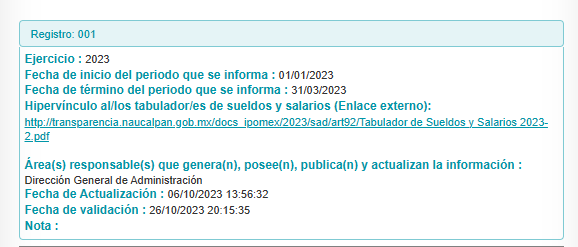 Registro: 001
Ejercicio : 2023
Fecha de inicio del periodo que se informa : 01/01/2023
Fecha de término del periodo que se informa : 31/03/2023
Hipervínculo al/los tabulador/es de sueldos y salarios (Enlace externo):
http://transparencia.naucalpan.gob.mx/docs_ipomex/2023/sad/art92/Tabulador de Sueldos y Salarios 2023-
2.pdf
Área(s) responsable(s) que genera(n), posee(n), publica(n) y actualizan la información :
Dirección General de Administración
Fecha de Actualización : 06/10/2023 13:56:32
Fecha de validación : 26/10/2023 20:15:35
Nota :